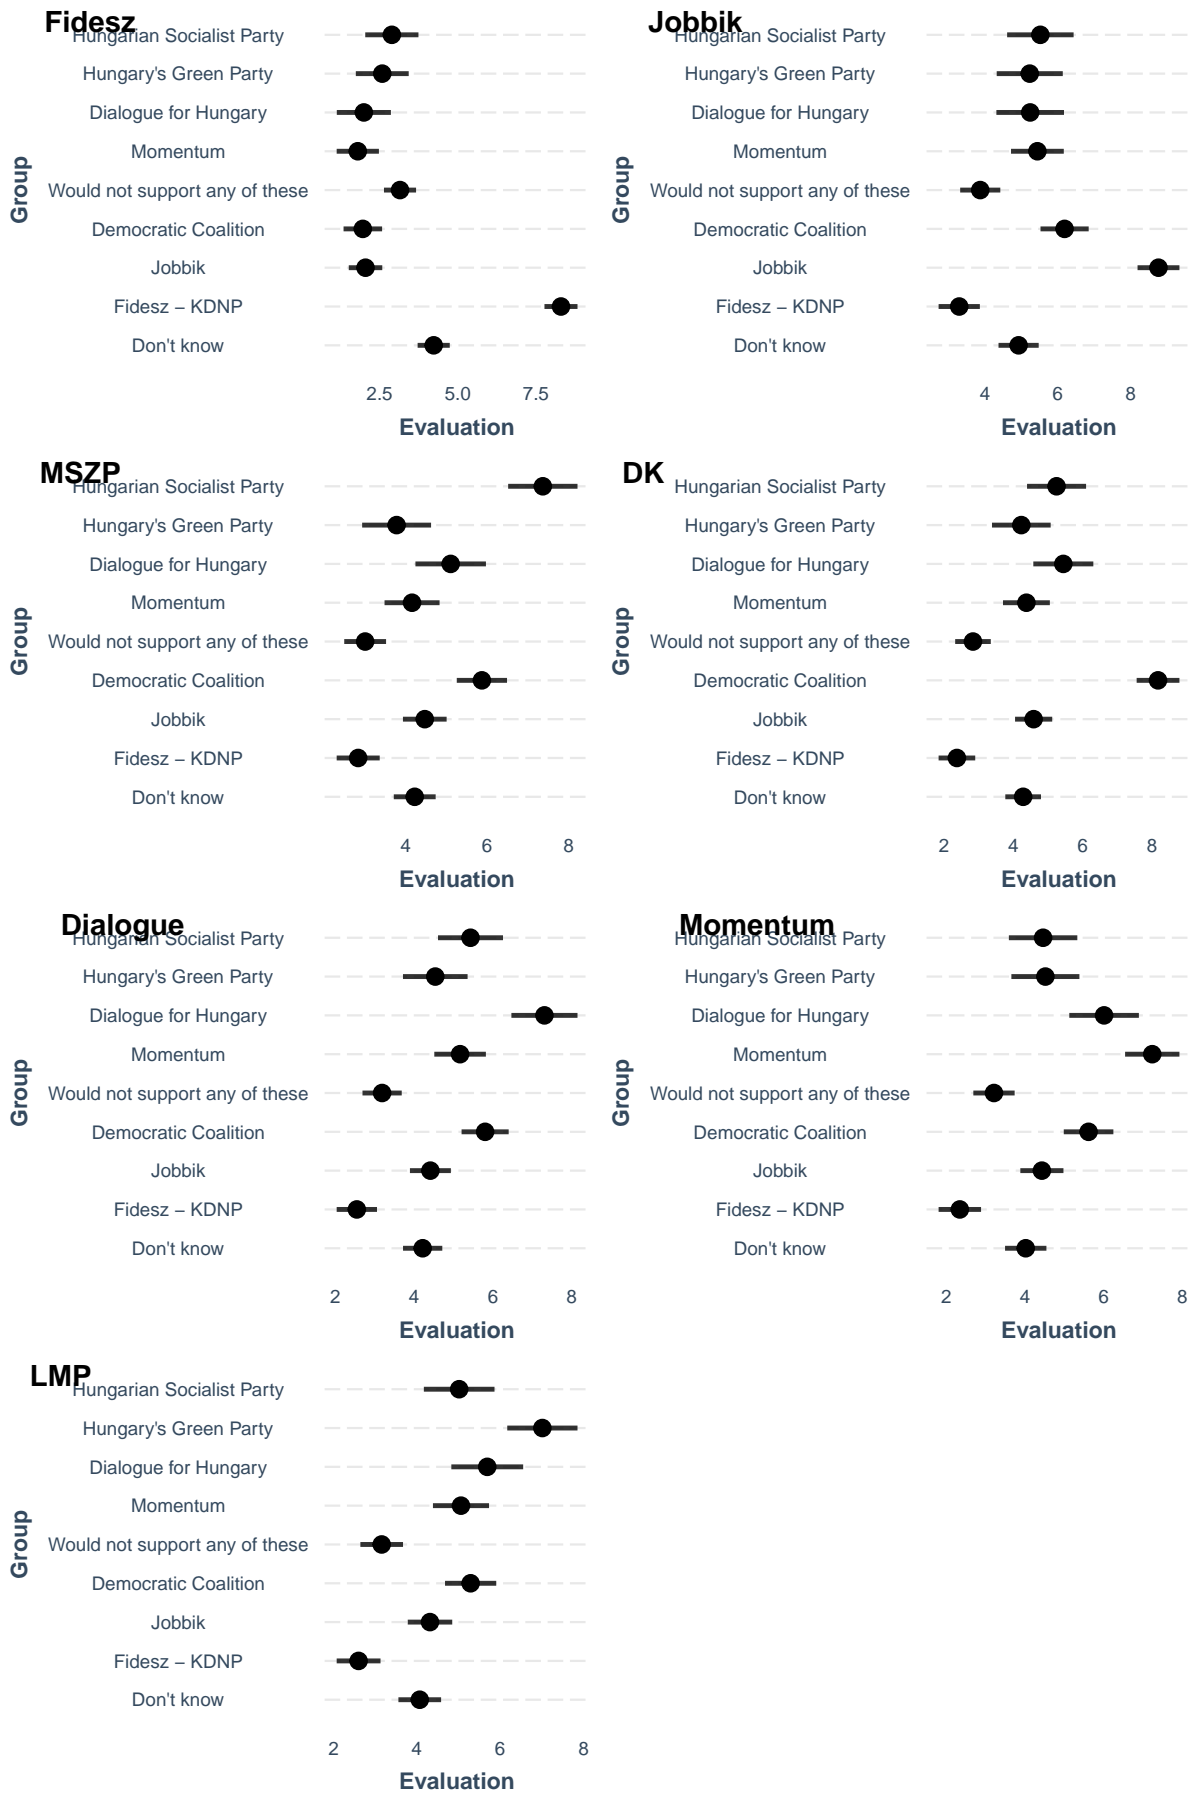 Fidesz
Hungarian Socialist Party
Hungary's Green Party
Dialogue for Hungary
Momentum
Would not support any of these
Democratic Coalition
Jobbik
Fidesz – KDNP
Don't know
Group
2.5 5.0 7.5
Evaluation
Jobbik
Hungarian Socialist Party
Hungary's Green Party
Dialogue for Hungary
Momentum
Would not support any of these
Democratic Coalition
Jobbik
Fidesz – KDNP
Don't know
Group
4 6 8
Evaluation
MSZP
Hungarian Socialist Party
Hungary's Green Party
Dialogue for Hungary
Momentum
Would not support any of these
Democratic Coalition
Jobbik
Fidesz – KDNP
Don't know
Group
4 6 8
Evaluation
DK
Hungarian Socialist Party
Hungary's Green Party
Dialogue for Hungary
Momentum
Would not support any of these
Democratic Coalition
Jobbik
Fidesz – KDNP
Don't know
Group
2 4 6 8
Evaluation
Dialogue
Hungarian Socialist Party
Hungary's Green Party
Dialogue for Hungary
Momentum
Would not support any of these
Democratic Coalition
Jobbik
Fidesz – KDNP
Don't know
Group
2 4 6 8
Evaluation
Momentum
Hungarian Socialist Party
Hungary's Green Party
Dialogue for Hungary
Momentum
Would not support any of these
Democratic Coalition
Jobbik
Fidesz – KDNP
Don't know
Group
2 4 6 8
Evaluation
LMP
Hungarian Socialist Party
Hungary's Green Party
Dialogue for Hungary
Momentum
Would not support any of these
Democratic Coalition
Jobbik
Fidesz – KDNP
Don't know
Group
2 4 6 8
Evaluation